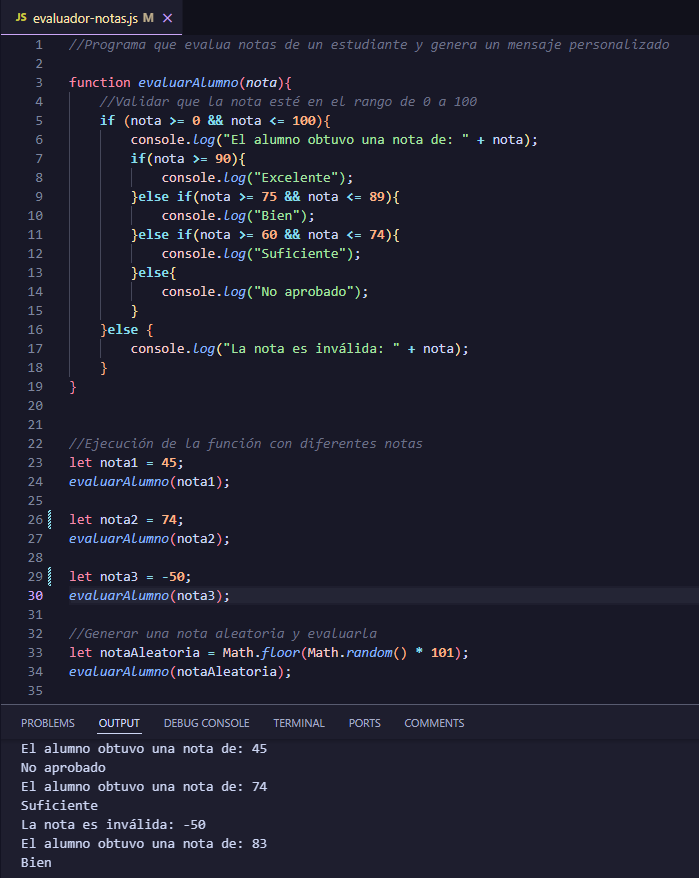 JS evaluador-notas.js M ×
1 //Programa que evalua notas de un estudiante y genera un mensaje personalizado
2
3 function evaluarAlumno(nota){
4     //Validar que la nota esté en el rango de 0 a 100
5     if (nota >= 0 && nota <= 100){
6         console.log("El alumno obtuvo una nota de: " + nota);
7         if(nota >= 90){
8             console.log("Excelente");
9         }else if(nota >= 75 && nota <= 89){
10             console.log("Bien");
11         }else if(nota >= 60 && nota <= 74){
12             console.log("Suficiente");
13         }else{
14             console.log("No aprobado");
15         }
16     }else {
17         console.log("La nota es inválida: " + nota);
18     }
19 }
20
21
22 //Ejecución de la función con diferentes notas
23 let nota1 = 45;
24 evaluarAlumno(nota1);
25
26 let nota2 = 74;
27 evaluarAlumno(nota2);
28
29 let nota3 = -50;
30 evaluarAlumno(nota3);
31
32 //Generar una nota aleatoria y evaluarla
33 let notaAleatoria = Math.floor(Math.random() * 101);
34 evaluarAlumno(notaAleatoria);
35
PROBLEMS OUTPUT DEBUG CONSOLE TERMINAL PORTS COMMENTS
El alumno obtuvo una nota de: 45
No aprobado
El alumno obtuvo una nota de: 74
Suficiente
La nota es inválida: -50
El alumno obtuvo una nota de: 83
Bien